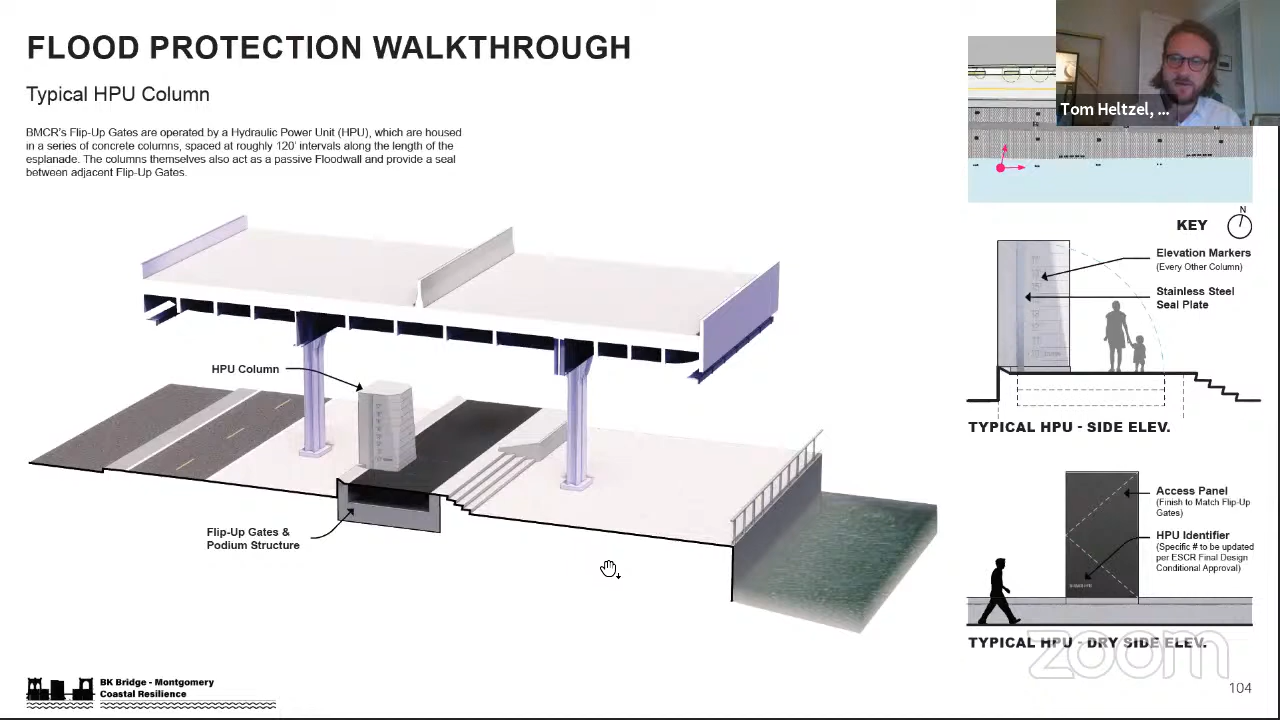 FLOOD PROTECTION WALKTHROUGH
Typical HPU Column
BMCR's Flip-Up Gates are operated by a Hydraulic Power Unit (HPU), which are housed
in a series of concrete columns, spaced at roughly 120' intervals along the length of the
esplanade. The columns themselves also act as a passive Floodwall and provide a seal
between adjacent Flip-Up Gates.
Tom Heltzel, ...
N
KEY
HPU Column
Flip-Up Gates &
Podium Structure
Elevation Markers
(Every Other Column)
Stainless Steel
Seal Plate
TYPICAL HPU - SIDE ELEV.
Access Panel
(Finish to Match Flip-Up
Gates)
HPU Identifier
(Specific # to be updated
per ESCR Final Design
Conditional Approval)
TYPICAL HPU - DRY SIDE ELEV.
zoom
BK Bridge - Montgomery
Coastal Resilience
104